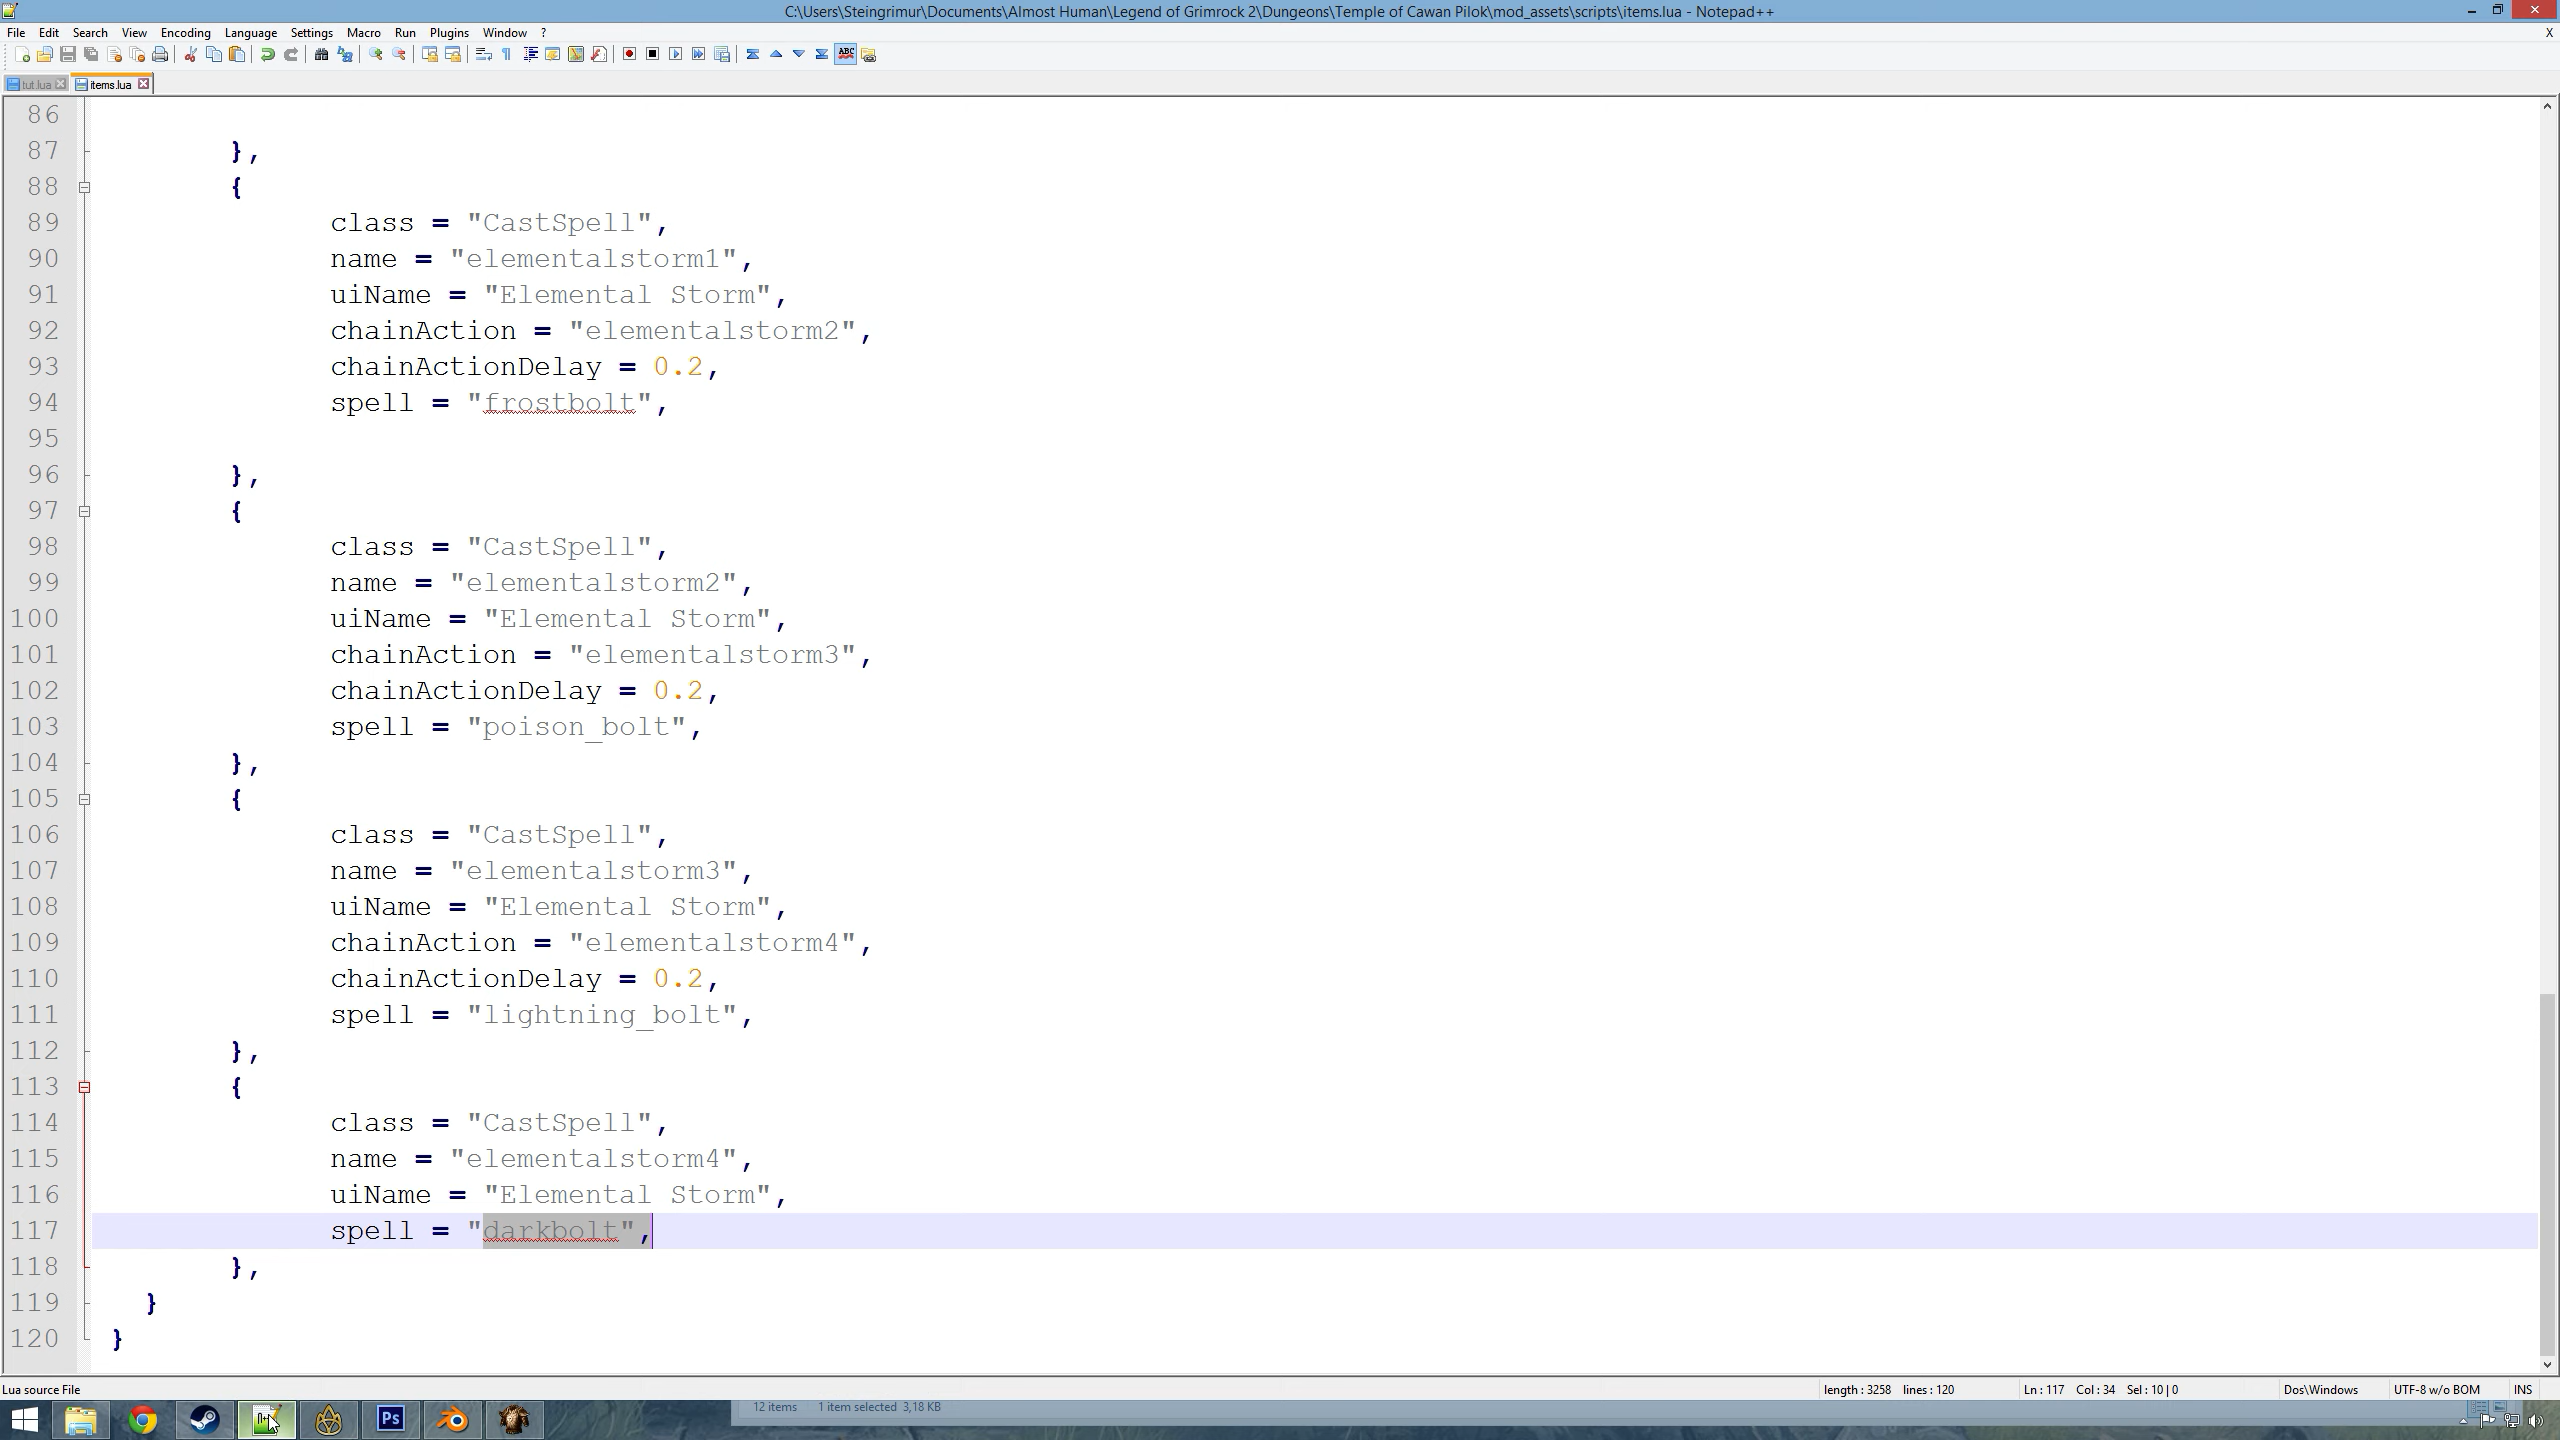 C:\Users\Steingrimur\Documents\Almost Human\Legend of Grimrock 2\Dungeons\Temple of Cawan Pilok\mod_assets\scripts\items.lua - Notepad++
File Edit Search View Encoding Language Settings Macro Run Plugins Window ? X
tut.lua items.lua
86
87 },
88 {
89 class = "CastSpell",
90 name = "elementalstorm1",
91 uiName = "Elemental Storm",
92 chainAction = "elementalstorm2",
93 chainActionDelay = 0.2,
94 spell = "frostbolt",
95
96 },
97 {
98 class = "CastSpell",
99 name = "elementalstorm2",
100 uiName = "Elemental Storm",
101 chainAction = "elementalstorm3",
102 chainActionDelay = 0.2,
103 spell = "poison_bolt",
104 },
105 {
106 class = "CastSpell",
107 name = "elementalstorm3",
108 uiName = "Elemental Storm",
109 chainAction = "elementalstorm4",
110 chainActionDelay = 0.2,
111 spell = "lightning_bolt",
112 },
113 {
114 class = "CastSpell",
115 name = "elementalstorm4",
116 uiName = "Elemental Storm",
117 spell = "darkbolt",
118 },
119 }
120 }
Lua source File length : 3258 lines : 120 Ln : 117 Col : 34 Sel : 10 | 0 Dos\Windows UTF-8 w/o BOM INS
12 items 1 item selected 3,18 KB
Ps